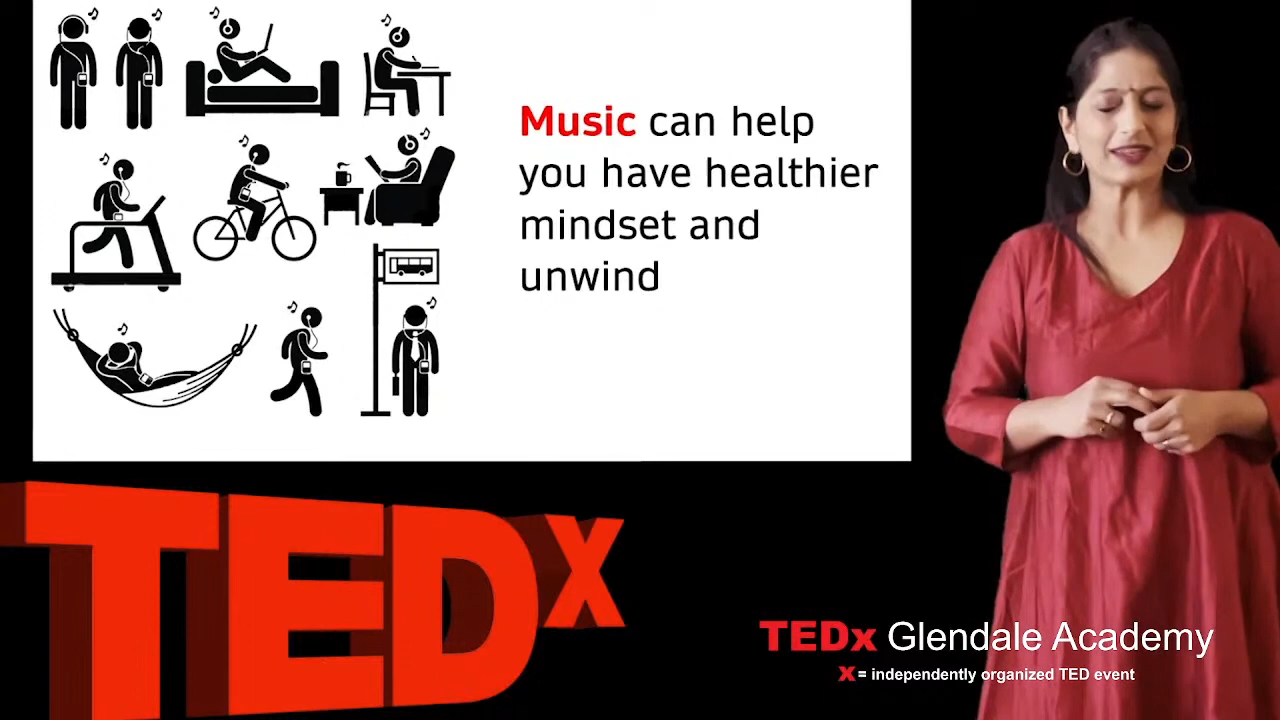 Music can help
you have healthier
mindset and
unwind
TEDx
TEDx Glendale Academy
x = independently organized TED event